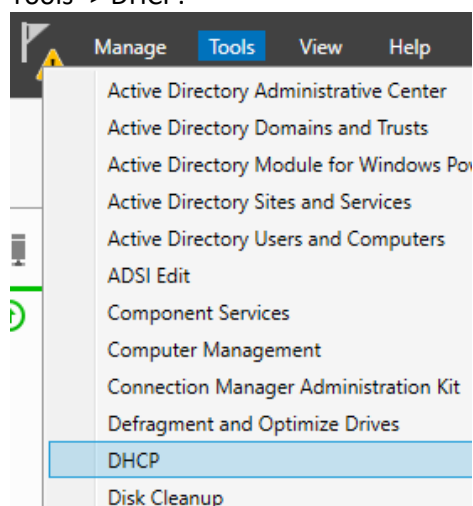 Tools -> DHCP.
Manage Tools View Help
Active Directory Administrative Center
Active Directory Domains and Trusts
Active Directory Module for Windows
Active Directory Sites and Services
Active Directory Users and Computers
ADSI Edit
Component Services
Computer Management
Connection Manager Administration Kit
Defragment and Optimize Drives
DHCP
Disk Cleanup